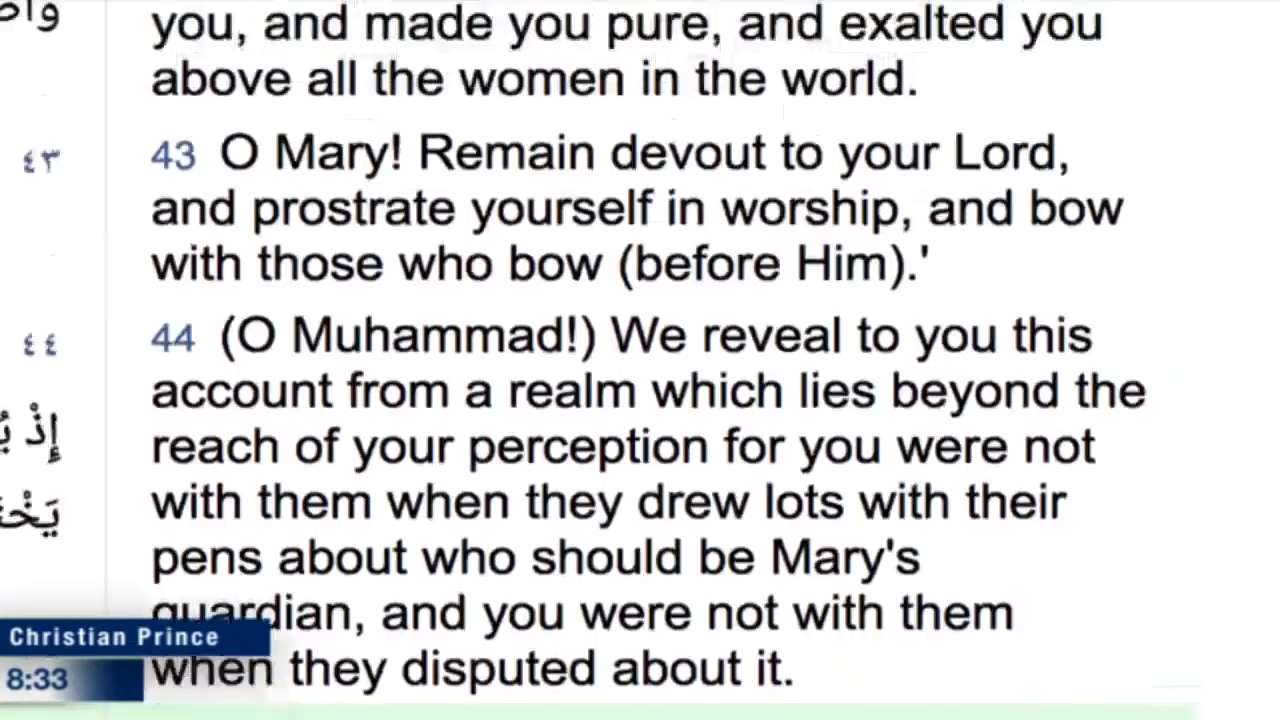 you, and made you pure, and exalted you
above all the women in the world.
٤٣
43 O Mary! Remain devout to your Lord,
and prostrate yourself in worship, and bow
with those who bow (before Him).'
٤٤
44 (O Muhammad!) We reveal to you this
account from a realm which lies beyond the
إِذْ
reach of your perception for you were not
with them when they drew lots with their
pens about who should be Mary's
guardian, and you were not with them
Christian Prince
when they disputed about it.
8:33